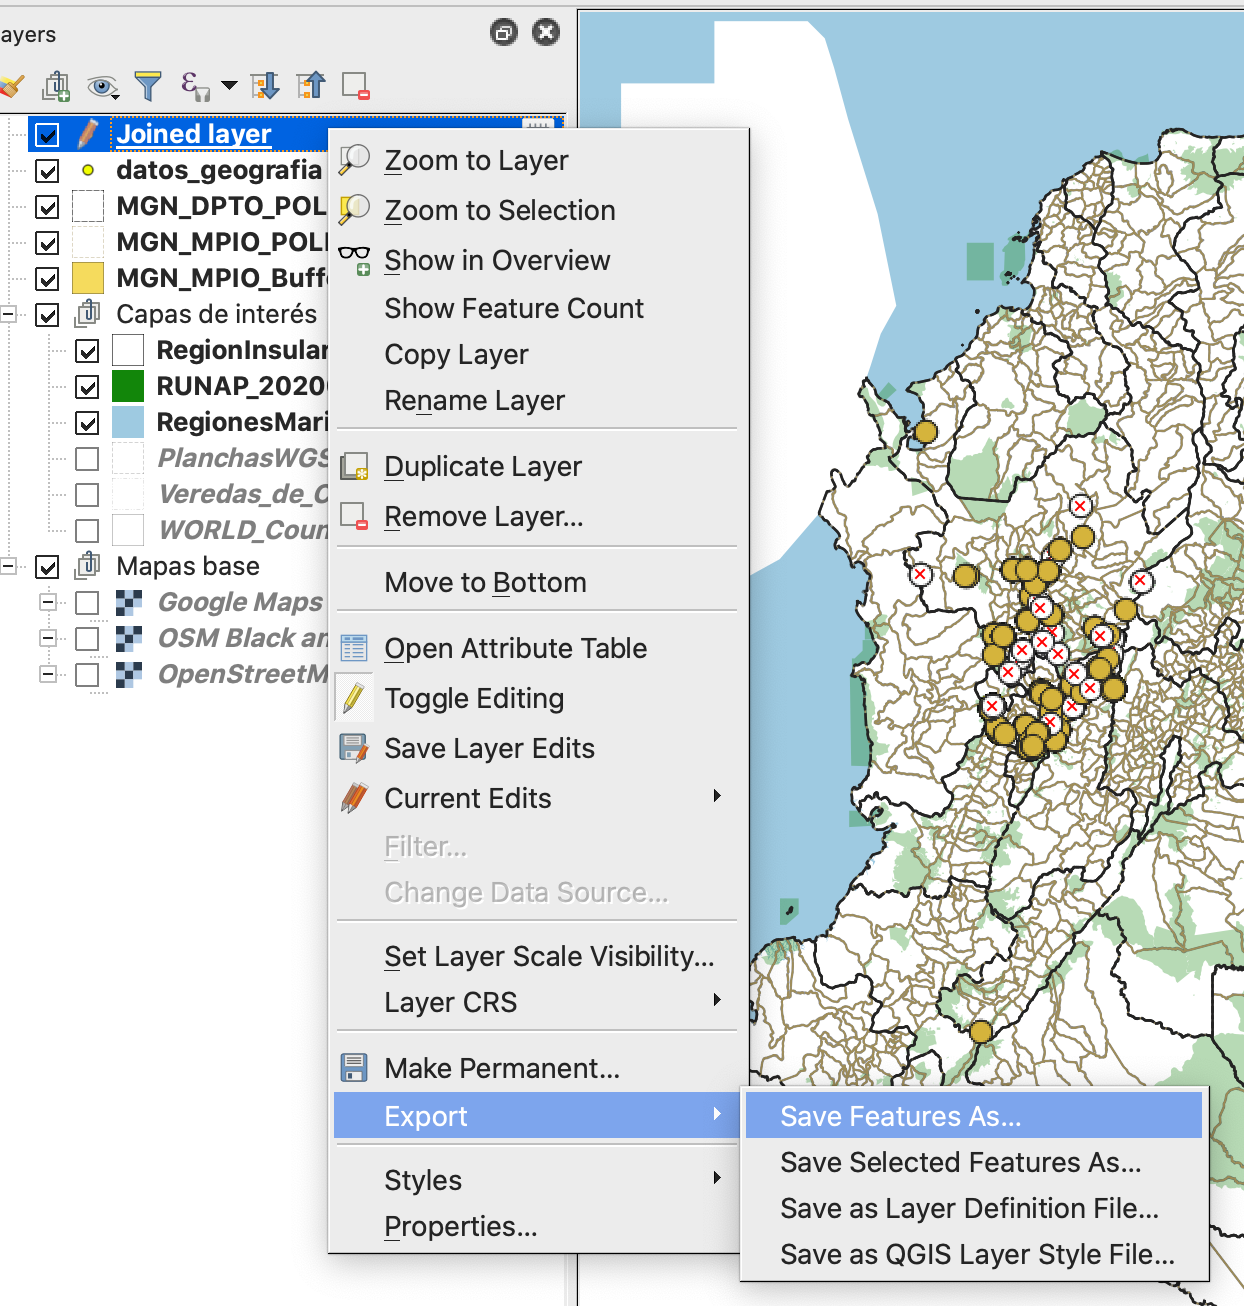 ayers
Joined layer
datos_geografia
MGN_DPTO_POL
MGN_MPIO_POLI
MGN_MPIO_Buff
Capas de interés
RegionInsular
RUNAP_2020
RegionesMari
PlanchasWGS
Veredas_de_C
WORLD_Coun
Mapas base
Google Maps
OSM Black an
OpenStreetM
Zoom to Layer
Zoom to Selection
Show in Overview
Show Feature Count
Copy Layer
Rename Layer
Duplicate Layer
Remove Layer...
Move to Bottom
Open Attribute Table
Toggle Editing
Save Layer Edits
Current Edits
Filter...
Change Data Source...
Set Layer Scale Visibility...
Layer CRS
Make Permanent...
Export
Styles
Properties...
Save Features As...
Save Selected Features As...
Save as Layer Definition File...
Save as QGIS Layer Style File...